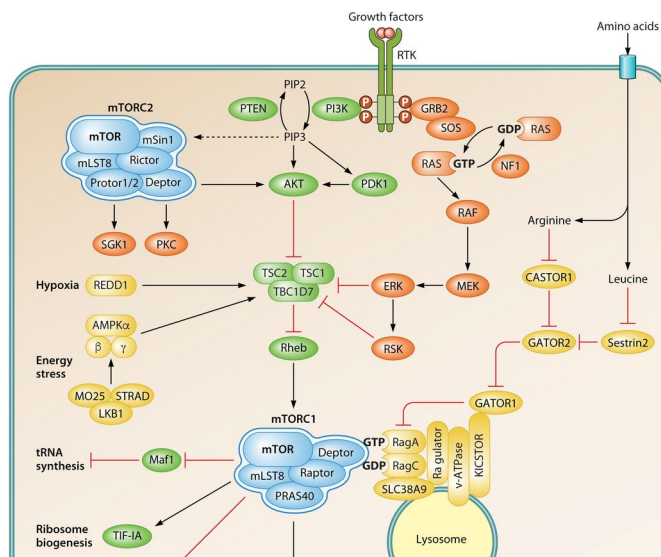 Growth factors
Amino acids
RTK
PIP2
PTEN
PI3K
P
P
P
P
GRB2
SOS
GDP
RAS
mTORC2
mTOR
mSin1
PIP3
RAS
GTP
NF1
mLST8
Rictor
Protor1/2
Deptor
AKT
PDK1
RAF
Arginine
SGK1
PKC
TSC2
TSC1
TBC1D7
Hypoxia
REDD1
ERK
MEK
CASTOR1
Leucine
AMPKα
β
γ
Energy
stress
Rheb
RSK
GATOR2
Sestrin2
MO25
STRAD
LKB1
GATOR1
mTORC1
tRNA
synthesis
Maf1
mTOR
Deptor
GTP
RagA
mLST8
Raptor
GDP
RagC
PRAS40
SLC38A9
Ra gulator
v-ATPase
KICSTOR
Ribosome
biogenesis
TIF-IA
Lysosome